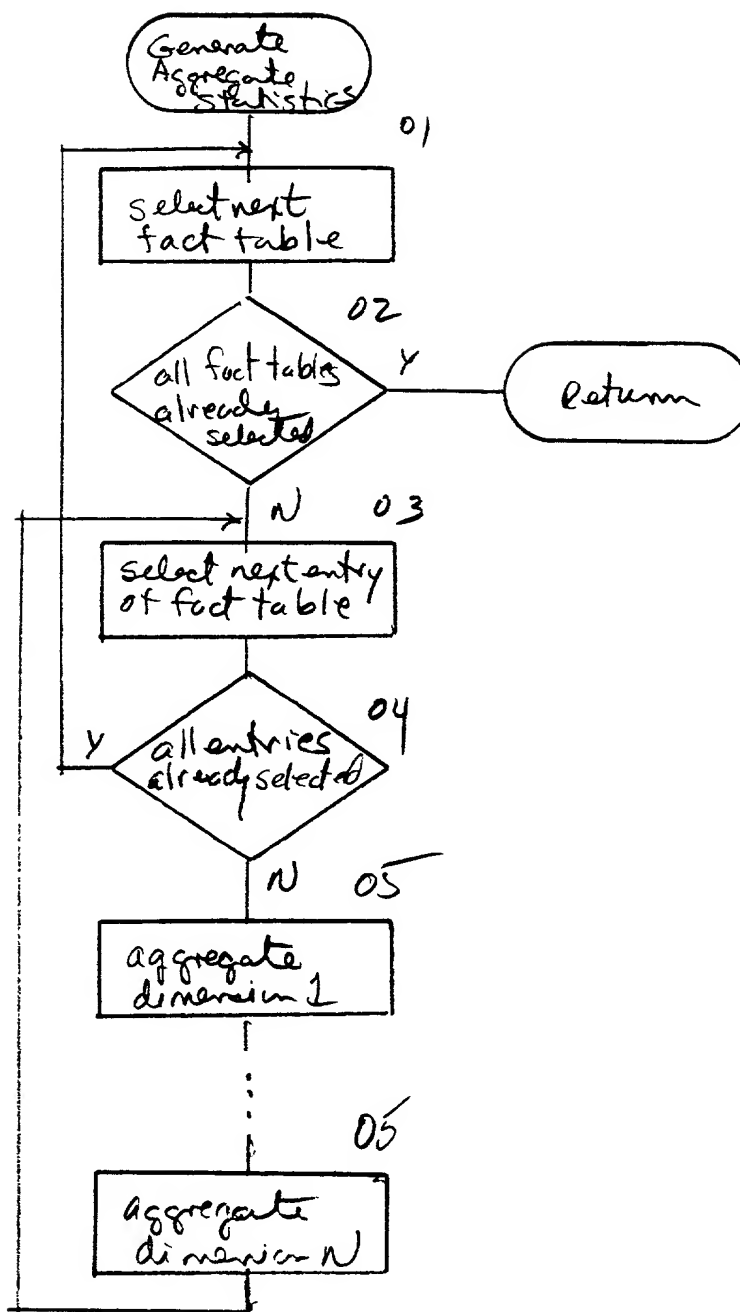 Generate
Aggregate
Statistics
01
select next
fact table
02
all fact tables
already
selected
Y
Return
N
03
select next entry
of fact table
04
Y
all entries
already selected
N
05
aggregate
dimension 1
05
aggregate
dimension N